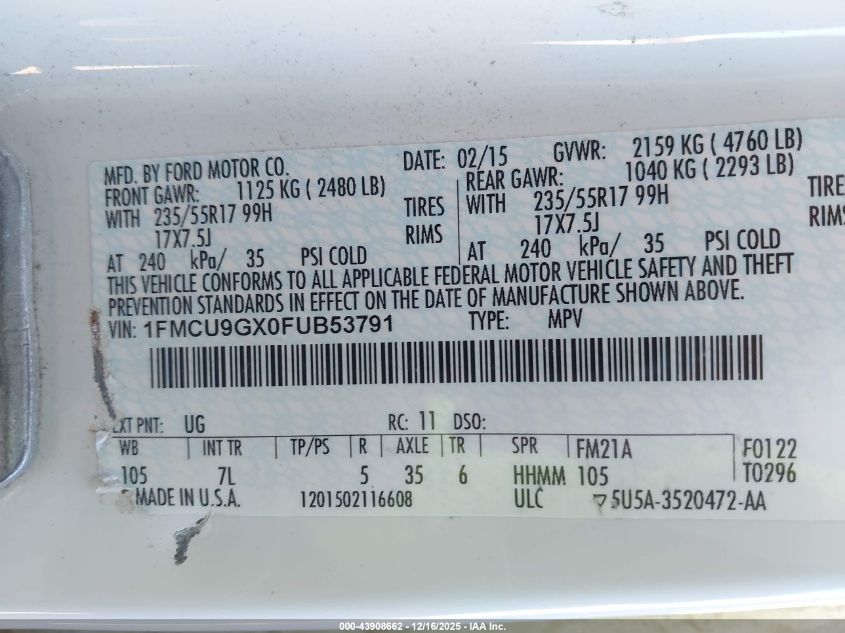 MFD. BY FORD MOTOR CO. DATE: 02/15 GVWR: 2159 KG ( 4760 LB)
FRONT GAWR: 1125 KG ( 2480 LB) REAR GAWR: 1040 KG ( 2293 LB)
WITH 235/55R17 99H TIRES WITH 235/55R17 99H TIRE
17X7.5J RIMS 17X7.5J RIMS
AT 240 kPa/ 35 PSI COLD AT 240 kPa/ 35 PSI COLD
THIS VEHICLE CONFORMS TO ALL APPLICABLE FEDERAL MOTOR VEHICLE SAFETY AND THEFT
PREVENTION STANDARDS IN EFFECT ON THE DATE OF MANUFACTURE SHOWN ABOVE.
VIN: 1FMCU9GX0FUB53791 TYPE: MPV
EXT PNT: UG RC: 11 DSO:
WB INT TR TP/PS R AXLE TR SPR FM21A F0122
105 7L 5 35 6 HHMM 105 T0296
MADE IN U.S.A. 1201502116608 ULC 5U5A-3520472-AA
000-43908662 - 12/16/2025 - IAA Inc.